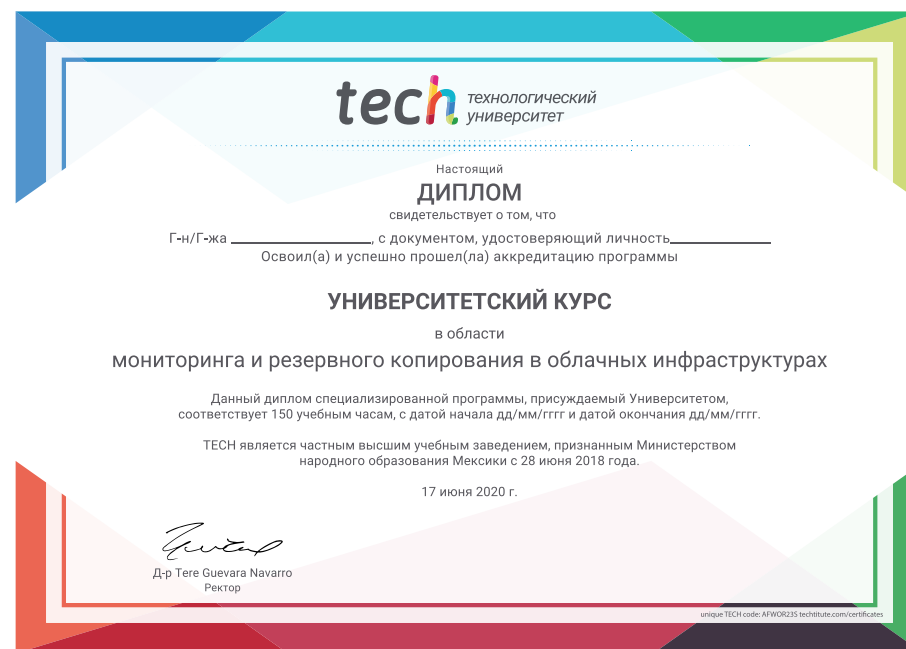 tech технологический
университет
Настоящий
ДИПЛОМ
свидетельствует о том, что
Г-н/Г-жа ____________________, с документом, удостоверяющий личность______________
Освоил(а) и успешно прошел(ла) аккредитацию программы
УНИВЕРСИТЕТСКИЙ КУРС
в области
мониторинга и резервного копирования в облачных инфраструктурах
Данный диплом специализированной программы, присуждаемый Университетом,
соответствует 150 учебным часам, с датой начала дд/мм/гггг и датой окончания дд/мм/гггг.
TECH является частным высшим учебным заведением, признанным Министерством
народного образования Мексики с 28 июня 2018 года.
17 июня 2020 г.
Д-р Tere Guevara Navarro
Ректор
unique TECH code: AFWOR23S techtitute.com/certificates